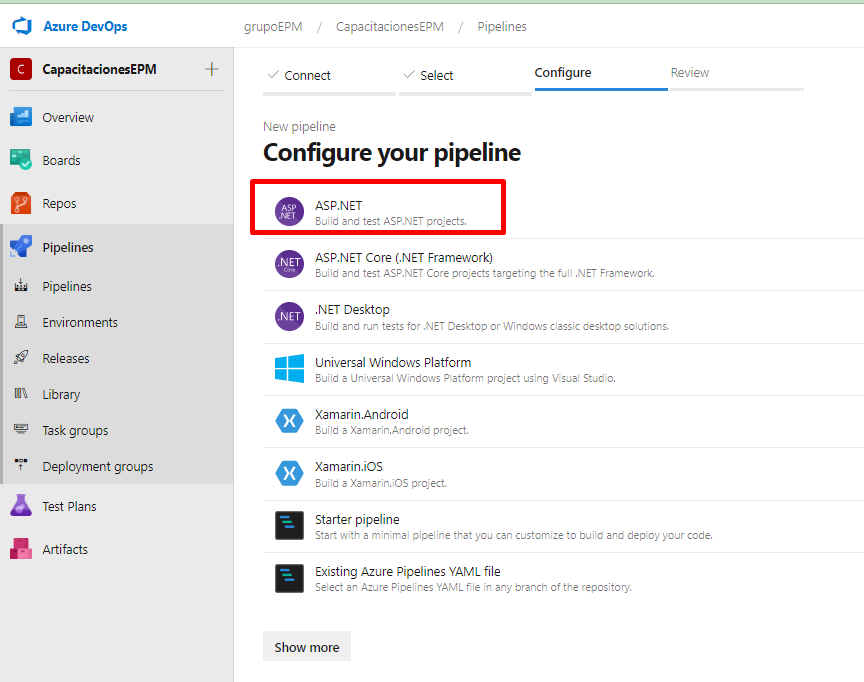 Azure DevOps
grupoEPM / CapacitacionesEPM / Pipelines
C CapacitacionesEPM +
Overview
Boards
Repos
Pipelines
Pipelines
Environments
Releases
Library
Task groups
Deployment groups
Test Plans
Artifacts
Connect Select Configure Review
New pipeline
Configure your pipeline
ASP .NET
ASP.NET
Build and test ASP.NET projects.
.NET Core
ASP.NET Core (.NET Framework)
Build and test ASP.NET Core projects targeting the full .NET Framework.
.NET
.NET Desktop
Build and run tests for .NET Desktop or Windows classic desktop solutions.
Universal Windows Platform
Build a Universal Windows Platform project using Visual Studio.
Xamarin.Android
Build a Xamarin.Android project.
Xamarin.iOS
Build a Xamarin.iOS project.
Starter pipeline
Start with a minimal pipeline that you can customize to build and deploy your code.
Existing Azure Pipelines YAML file
Select an Azure Pipelines YAML file in any branch of the repository.
Show more